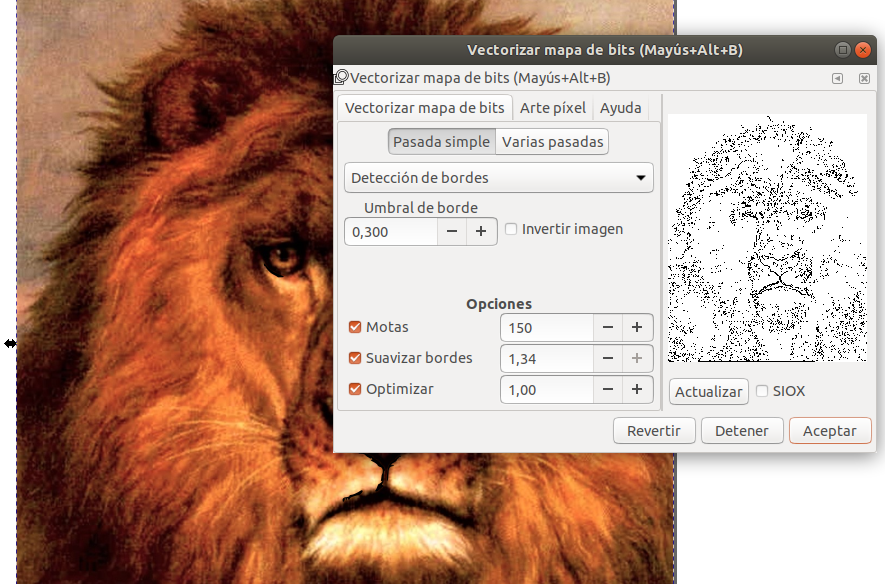 Vectorizar mapa de bits (Mayús+Alt+B)
Vectorizar mapa de bits (Mayús+Alt+B)
Vectorizar mapa de bits Arte píxel Ayuda
Pasada simple Varias pasadas
Detección de bordes
Umbral de borde
0,300 − + Invertir imagen
Opciones
Motas 150 − +
Suavizar bordes 1,34 − +
Optimizar 1,00 − +
Actualizar SIOX
Revertir Detener Aceptar